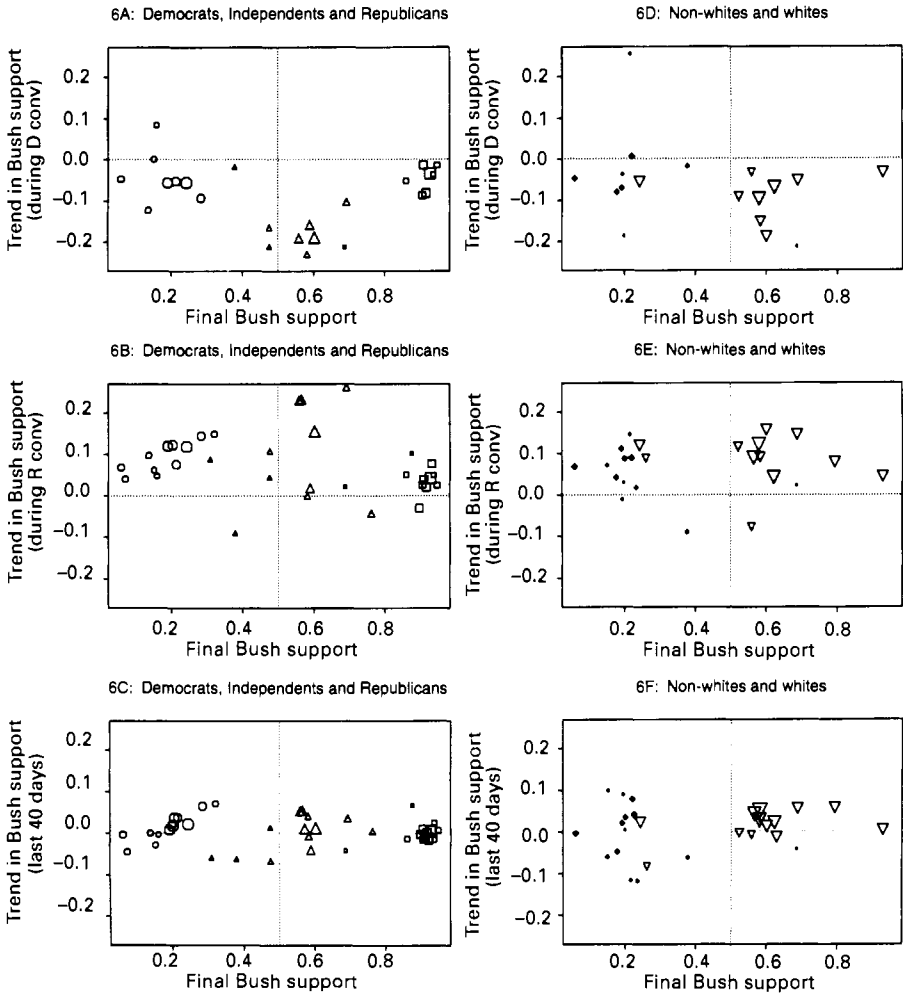 6A: Democrats, Independents and Republicans
Trend in Bush support
(during D conv)
0.2
0.1
0.0
−0.1
−0.2
0.2 0.4 0.6 0.8
Final Bush support
6D: Non-whites and whites
Trend in Bush support
(during D conv)
0.2
0.1
0.0
−0.1
−0.2
0.2 0.4 0.6 0.8
Final Bush support
6B: Democrats, Independents and Republicans
Trend in Bush support
(during R conv)
0.2
0.1
0.0
−0.1
−0.2
0.2 0.4 0.6 0.8
Final Bush support
6E: Non-whites and whites
Trend in Bush support
(during R conv)
0.2
0.1
0.0
−0.1
−0.2
0.2 0.4 0.6 0.8
Final Bush support
6C: Democrats, Independents and Republicans
Trend in Bush support
(last 40 days)
0.2
0.1
0.0
−0.1
−0.2
0.2 0.4 0.6 0.8
Final Bush support
6F: Non-whites and whites
Trend in Bush support
(last 40 days)
0.2
0.1
0.0
−0.1
−0.2
0.2 0.4 0.6 0.8
Final Bush support